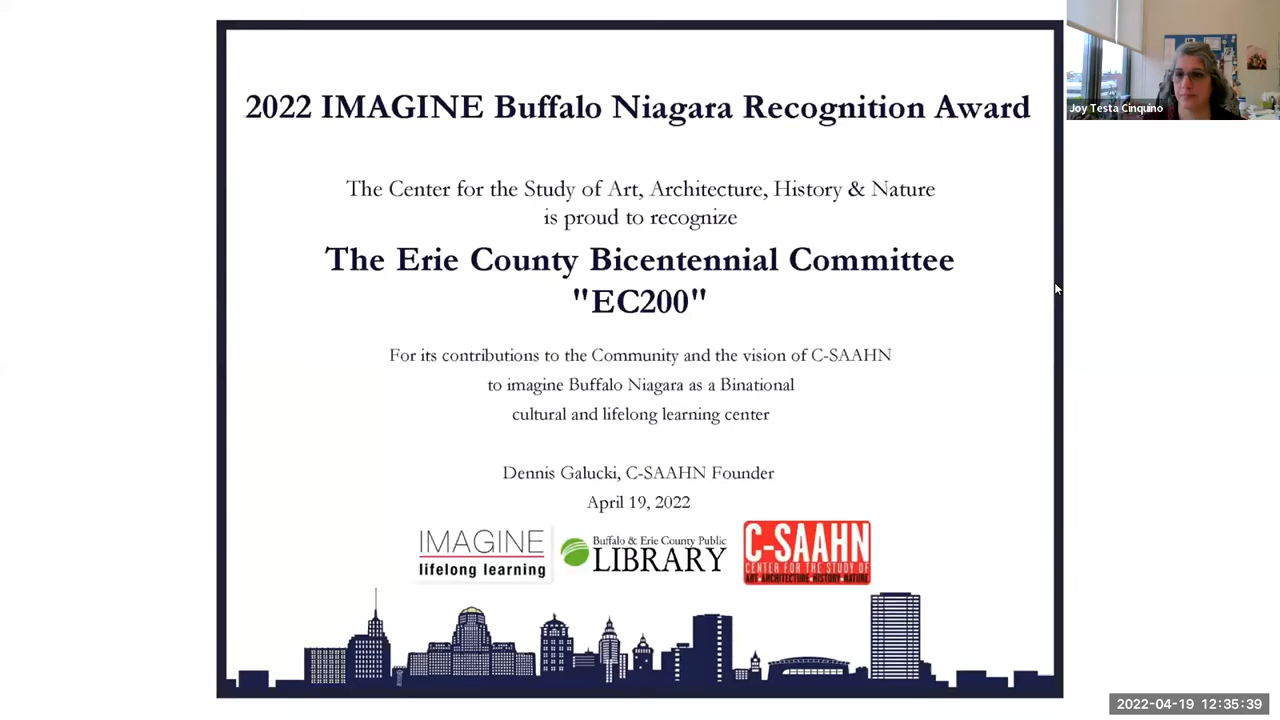 2022 IMAGINE Buffalo Niagara Recognition Award
Joy Testa Cinquino
The Center for the Study of Art, Architecture, History & Nature
is proud to recognize
The Erie County Bicentennial Committee
"EC200"
For its contributions to the Community and the vision of C-SAAHN
to imagine Buffalo Niagara as a Binational
cultural and lifelong learning center
Dennis Galucki, C-SAAHN Founder
April 19, 2022
IMAGINE
lifelong learning
Buffalo & Erie County Public
LIBRARY
C-SAAHN
CENTER FOR THE STUDY OF
ART•ARCHITECTURE•HISTORY•NATURE
2022-04-19 12:35:39